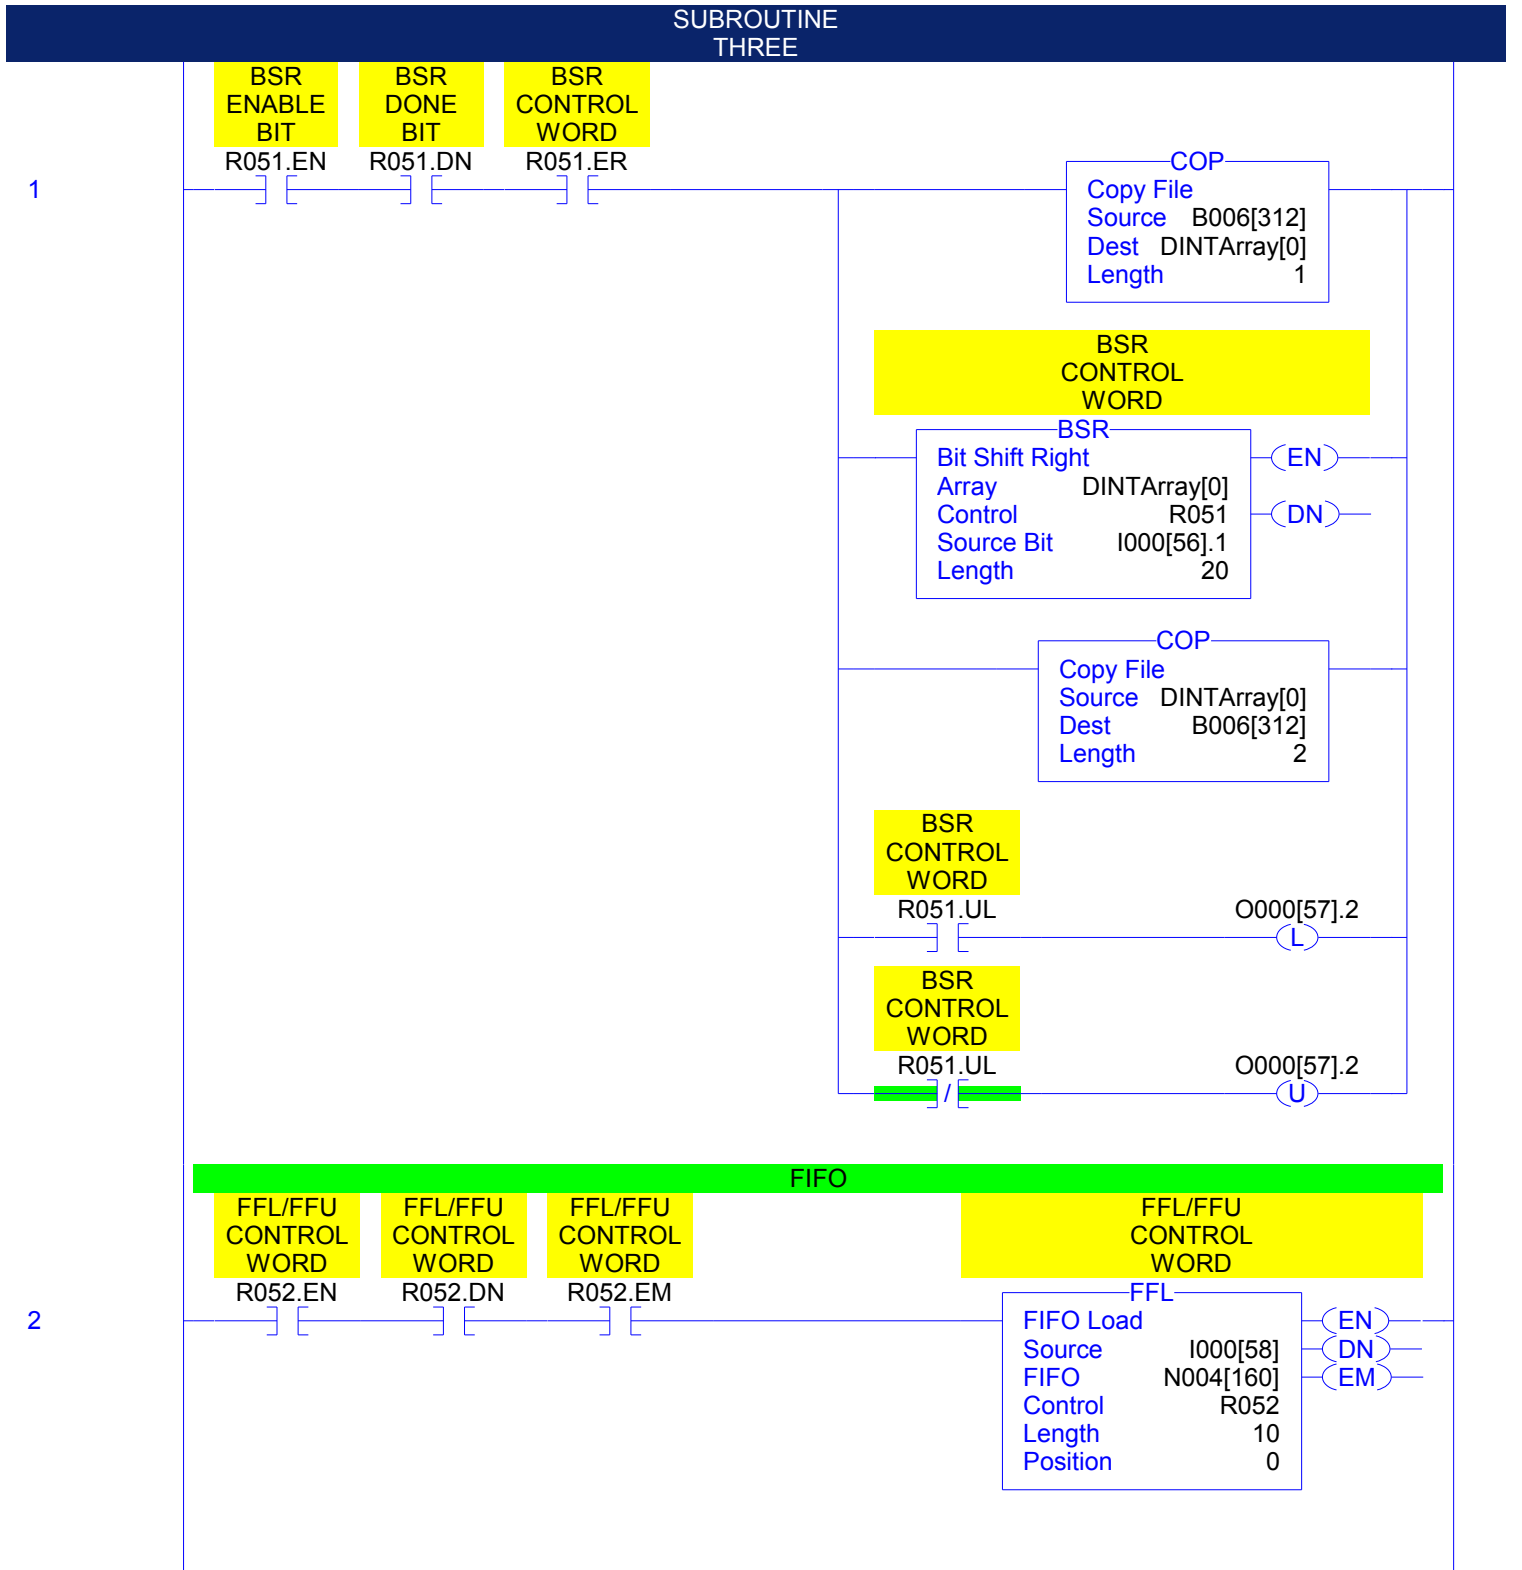 SUBROUTINE
THREE
BSR
ENABLE
BIT
R051.EN
BSR
DONE
BIT
R051.DN
BSR
CONTROL
WORD
R051.ER
1
COP
Copy File
Source B006[312]
Dest DINTArray[0]
Length 1
BSR
CONTROL
WORD
BSR
Bit Shift Right
Array DINTArray[0]
Control R051
Source Bit I000[56].1
Length 20
EN
DN
COP
Copy File
Source DINTArray[0]
Dest B006[312]
Length 2
BSR
CONTROL
WORD
R051.UL
O000[57].2
L
BSR
CONTROL
WORD
R051.UL
/
O000[57].2
U
FIFO
FFL/FFU
CONTROL
WORD
R052.EN
FFL/FFU
CONTROL
WORD
R052.DN
FFL/FFU
CONTROL
WORD
R052.EM
FFL/FFU
CONTROL
WORD
2
FFL
FIFO Load
Source I000[58]
FIFO N004[160]
Control R052
Length 10
Position 0
EN
DN
EM